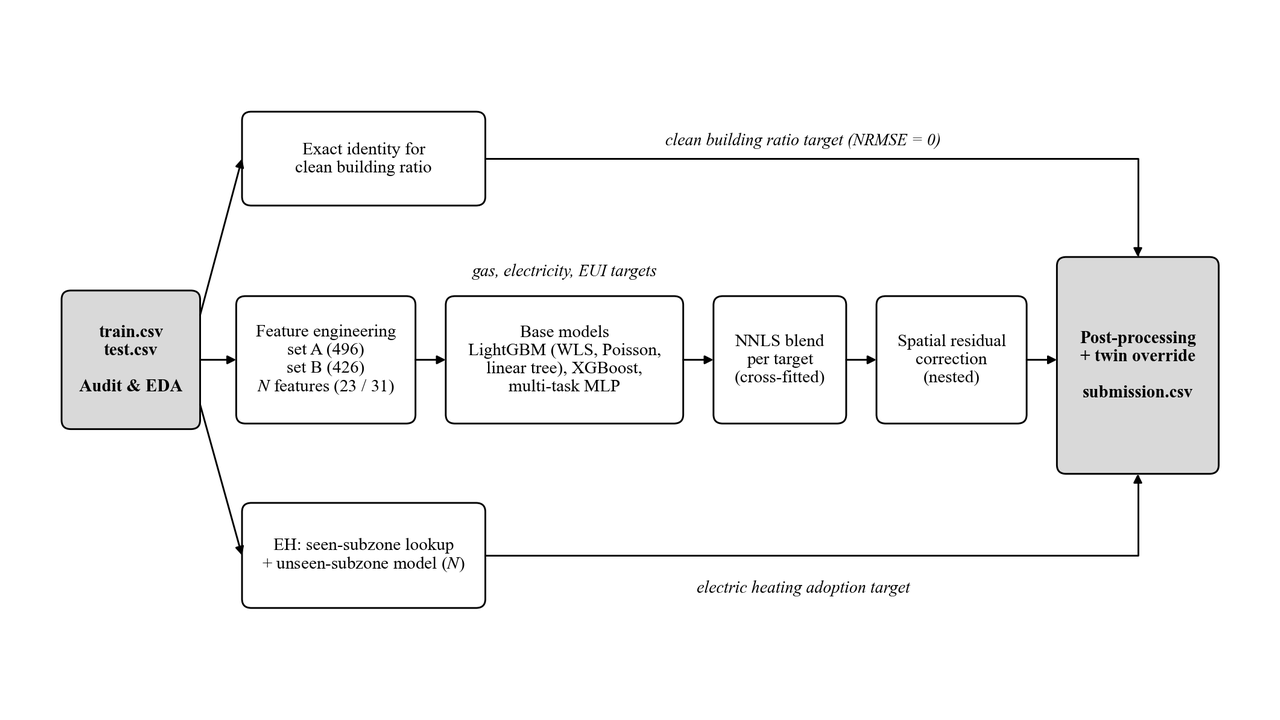 Exact identity for
clean building ratio
clean building ratio target (NRMSE = 0)
gas, electricity, EUI targets
train.csv
test.csv
Audit & EDA
Feature engineering
set A (496)
set B (426)
N features (23 / 31)
Base models
LightGBM (WLS, Poisson,
linear tree), XGBoost,
multi-task MLP
NNLS blend
per target
(cross-fitted)
Spatial residual
correction
(nested)
Post-processing
+ twin override
submission.csv
EH: seen-subzone lookup
+ unseen-subzone model (N)
electric heating adoption target